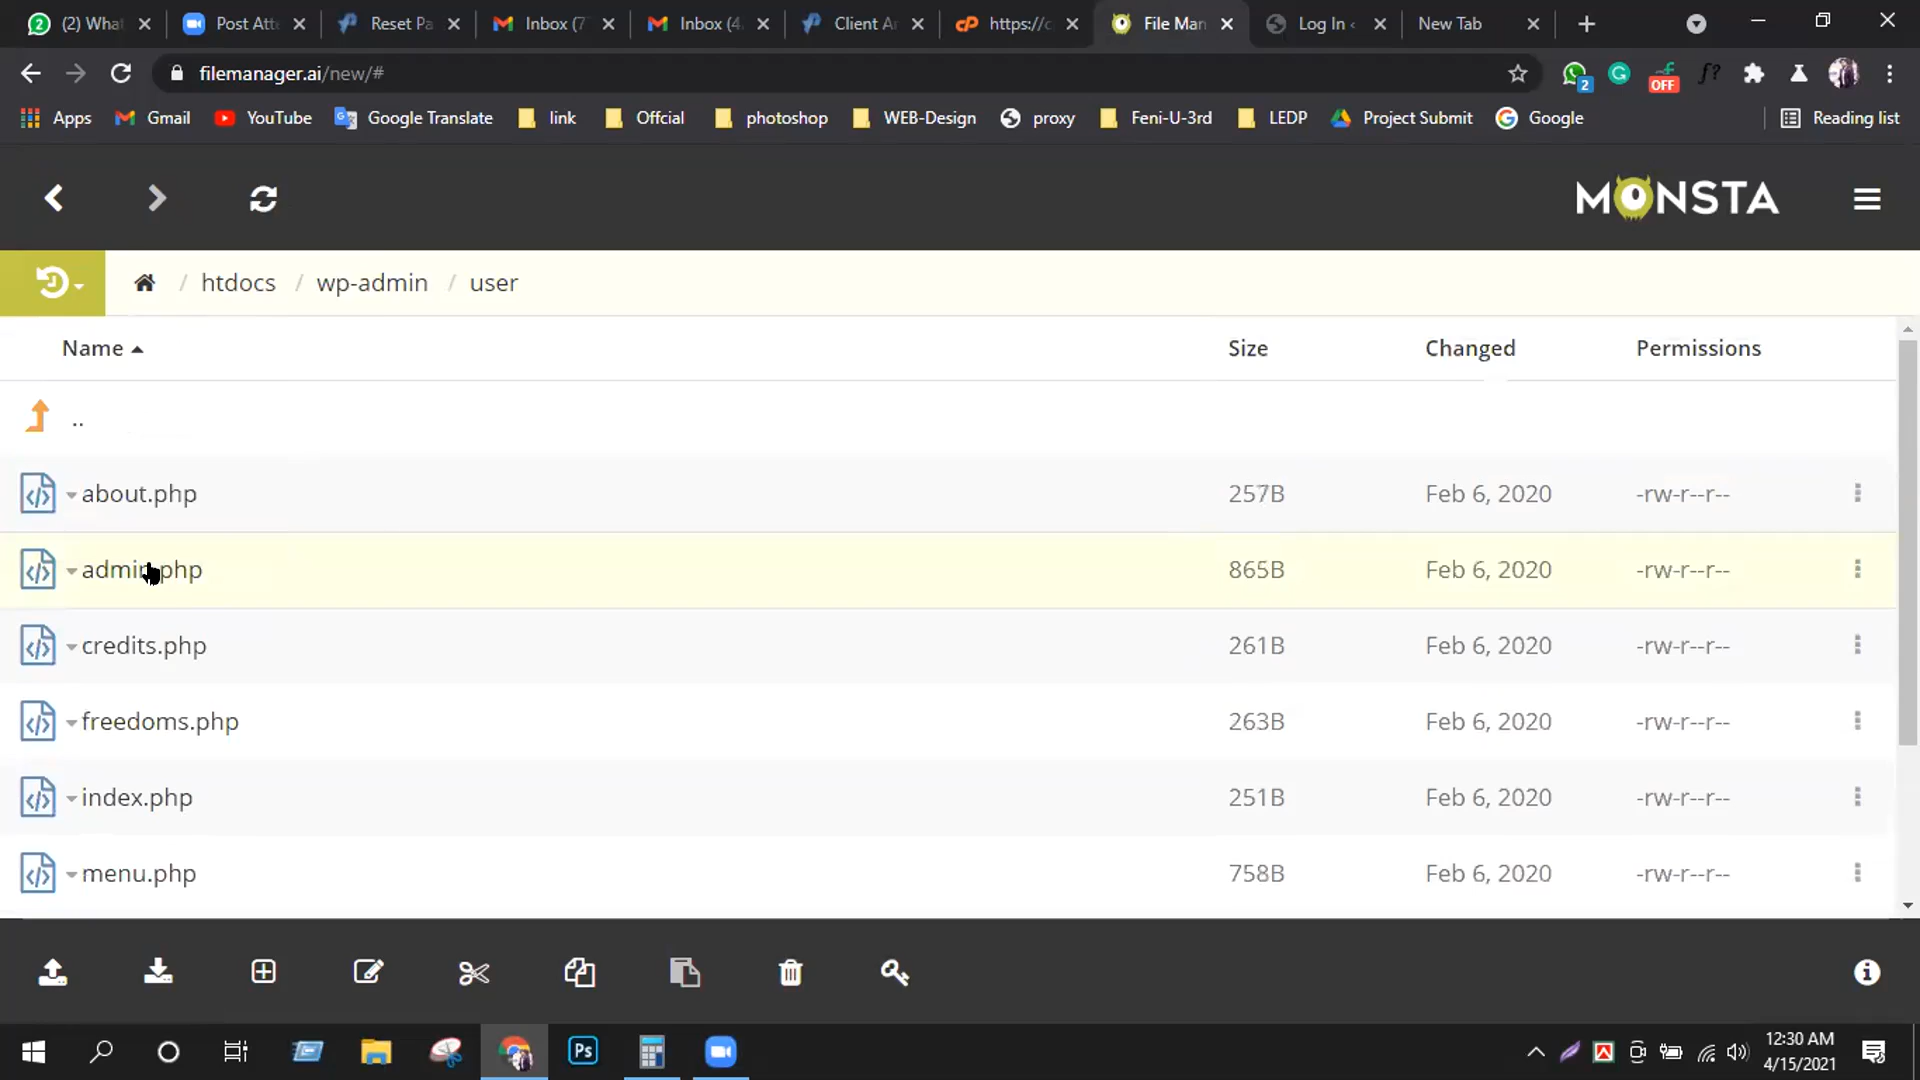 (2) What
Post Atte
Reset Pa
Inbox (7
Inbox (4
Client A
https://c
File Man
Log In ‹
New Tab
filemanager.ai/new/#
2
OFF
f?
Apps
Gmail
YouTube
Google Translate
link
Offcial
photoshop
WEB-Design
proxy
Feni-U-3rd
LEDP
Project Submit
Google
Reading list
MONSTA
/ htdocs / wp-admin / user
Name Size Changed Permissions
..
about.php 257B Feb 6, 2020 -rw-r--r--
admin.php 865B Feb 6, 2020 -rw-r--r--
credits.php 261B Feb 6, 2020 -rw-r--r--
freedoms.php 263B Feb 6, 2020 -rw-r--r--
index.php 251B Feb 6, 2020 -rw-r--r--
menu.php 758B Feb 6, 2020 -rw-r--r--
Ps
12:30 AM
4/15/2021